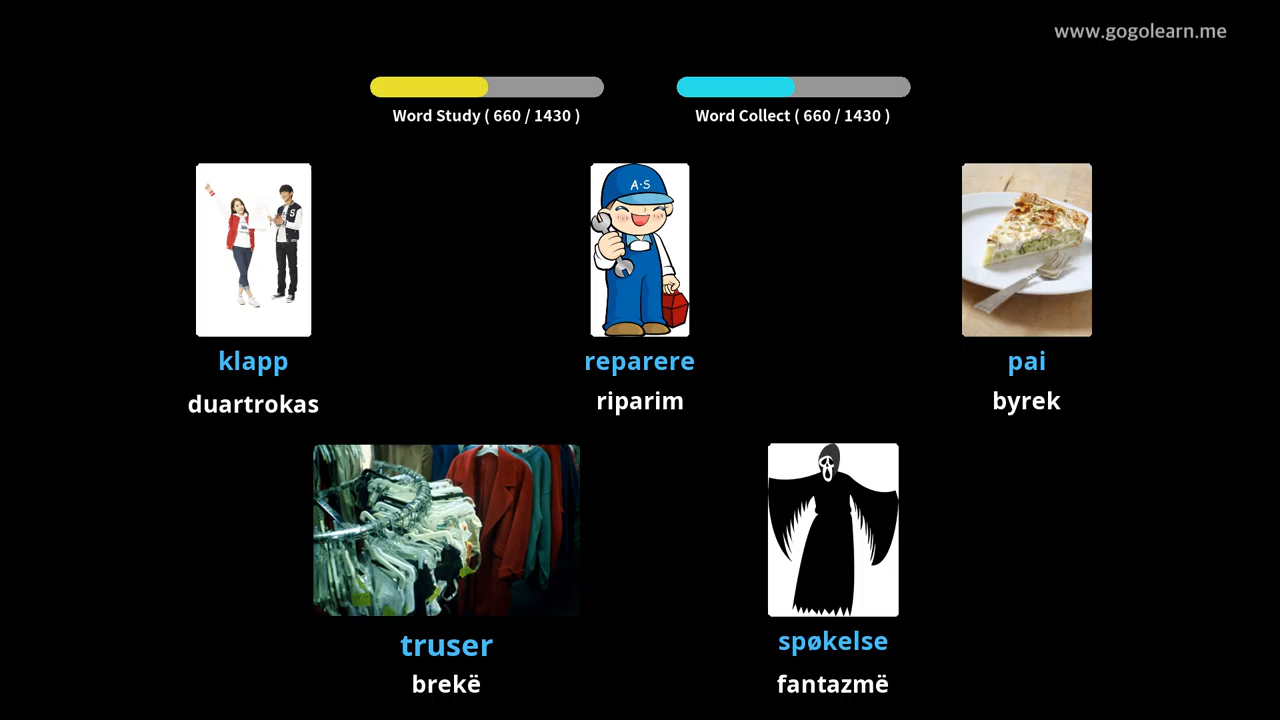 www.gogolearn.me
Word Study ( 660 / 1430 )
Word Collect ( 660 / 1430 )
A·S
S
klapp
reparere
pai
duartrokas
riparim
byrek
truser
spøkelse
brekë
fantazmë